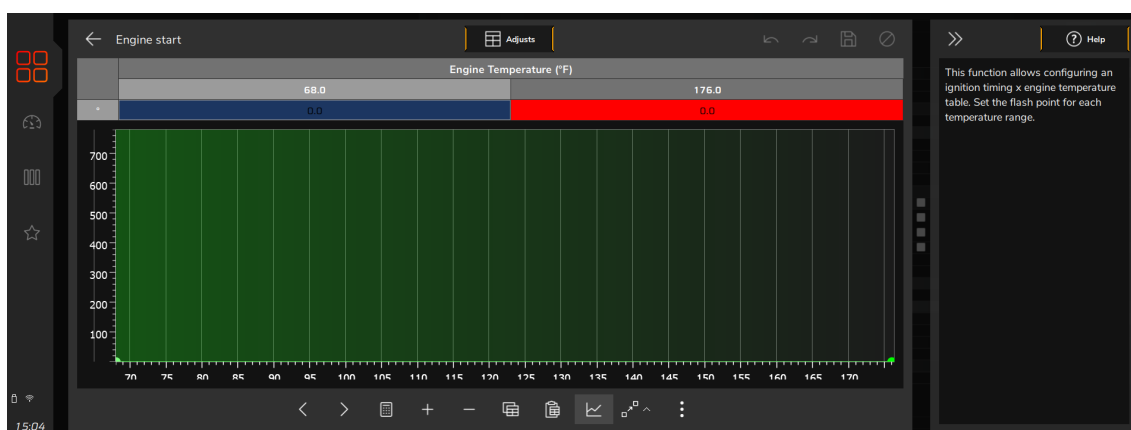 Engine start
Adjusts
Help
Engine Temperature (°F)
68.0 176.0
* 0.0 0.0
This function allows configuring an
ignition timing x engine temperature
table. Set the flash point for each
temperature range.
700
600
500
400
300
200
100
70 75 80 85 90 95 100 105 110 115 120 125 130 135 140 145 150 155 160 165 170
15:04